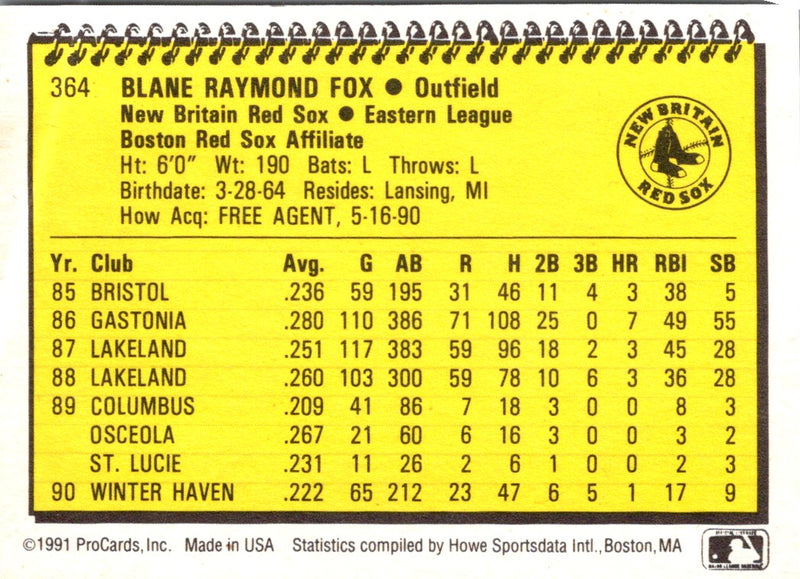 364 BLANE RAYMOND FOX ● Outfield
New Britain Red Sox ● Eastern League
Boston Red Sox Affiliate
Ht: 6'0" Wt: 190 Bats: L Throws: L
Birthdate: 3-28-64 Resides: Lansing, MI
How Acq: FREE AGENT, 5-16-90
NEW BRITAIN
RED SOX
Yr. Club Avg. G AB R H 2B 3B HR RBI SB
85 BRISTOL .236 59 195 31 46 11 4 3 38 5
86 GASTONIA .280 110 386 71 108 25 0 7 49 55
87 LAKELAND .251 117 383 59 96 18 2 3 45 28
88 LAKELAND .260 103 300 59 78 10 6 3 36 28
89 COLUMBUS .209 41 86 7 18 3 0 0 8 3
OSCEOLA .267 21 60 6 16 3 0 0 3 2
ST. LUCIE .231 11 26 2 6 1 0 0 2 3
90 WINTER HAVEN .222 65 212 23 47 6 5 1 17 9
©1991 ProCards, Inc. Made in USA Statistics compiled by Howe Sportsdata Intl., Boston, MA